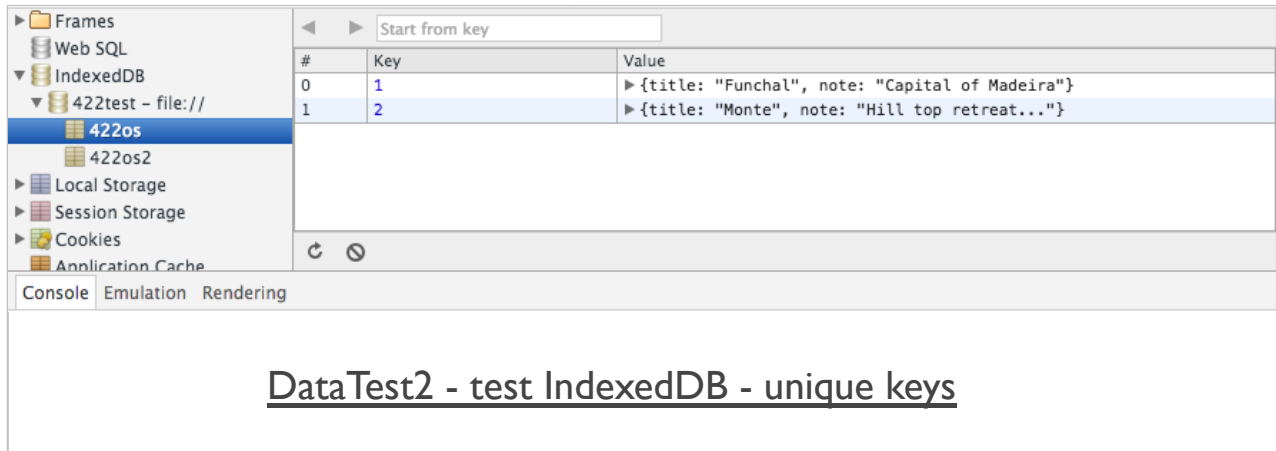 Frames
Web SQL
IndexedDB
422test – file://
422os
422os2
Local Storage
Session Storage
Cookies
Application Cache
Start from key
# Key Value
0 1 {title: "Funchal", note: "Capital of Madeira"}
1 2 {title: "Monte", note: "Hill top retreat..."}
Console Emulation Rendering
DataTest2 - test IndexedDB - unique keys